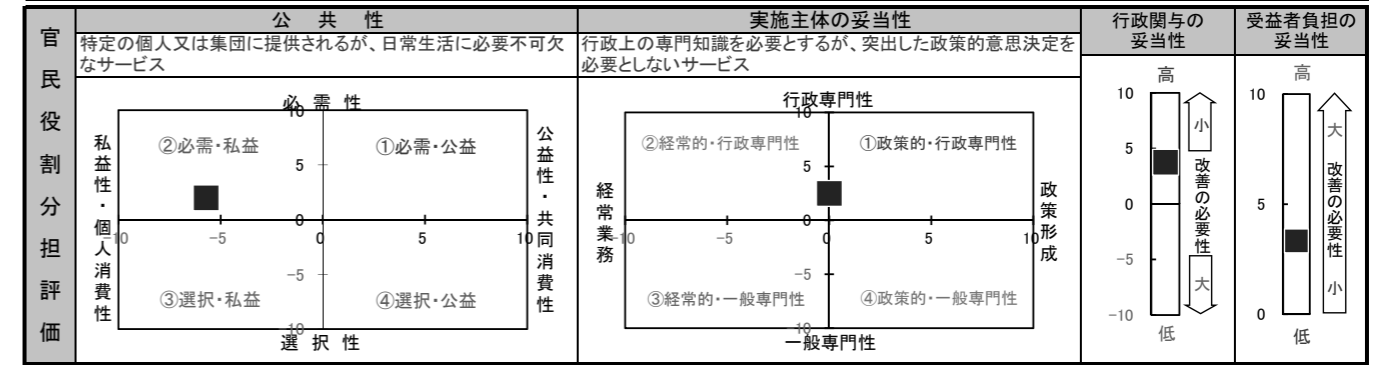 官民役割分担評価
公共性
特定の個人又は集団に提供されるが、日常生活に必要不可欠
なサービス
必需性
私益性・個人消費性
公益性・共同消費性
②必需・私益
①必需・公益
③選択・私益
④選択・公益
10
5
0
-10
-5
0
5
10
-5
-10
選択性
実施主体の妥当性
行政上の専門知識を必要とするが、突出した政策的意思決定を
必要としないサービス
行政専門性
経常業務
政策形成
②経常的・行政専門性
①政策的・行政専門性
③経常的・一般専門性
④政策的・一般専門性
10
5
0
-10
-5
0
5
10
-5
-10
一般専門性
行政関与の
妥当性
高
10
5
0
-5
-10
低
小
改善の必要性
大
受益者負担の
妥当性
高
10
5
0
低
大
改善の必要性
小